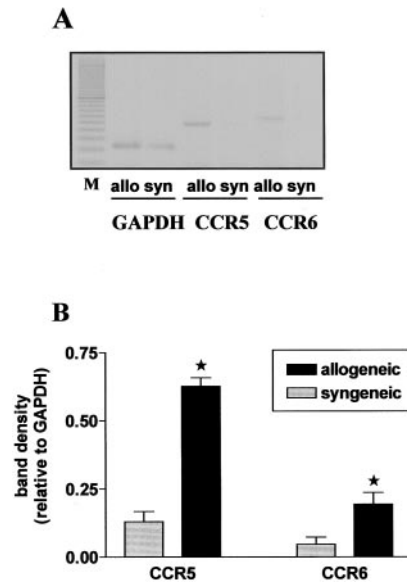 A
M allo syn allo syn allo syn
GAPDH CCR5 CCR6
B
band density
(relative to GAPDH)
0.75
0.50
0.25
0.00
★ allogeneic
syngeneic
★
CCR5 CCR6